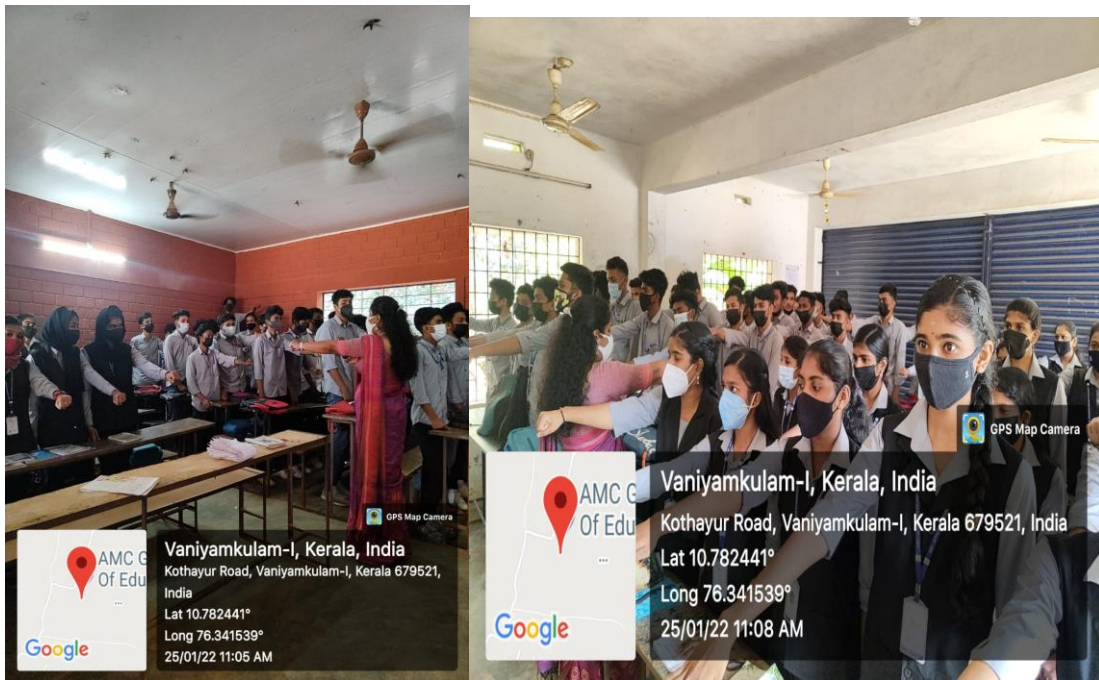 GPS Map Camera
AMC G
Of Edu
Google
Vaniyamkulam-I, Kerala, India
Kothayur Road, Vaniyamkulam-I, Kerala 679521,
India
Lat 10.782441°
Long 76.341539°
25/01/22 11:05 AM
GPS Map Camera
AMC G
Of Edu
Google
Vaniyamkulam-I, Kerala, India
Kothayur Road, Vaniyamkulam-I, Kerala 679521, India
Lat 10.782441°
Long 76.341539°
25/01/22 11:08 AM